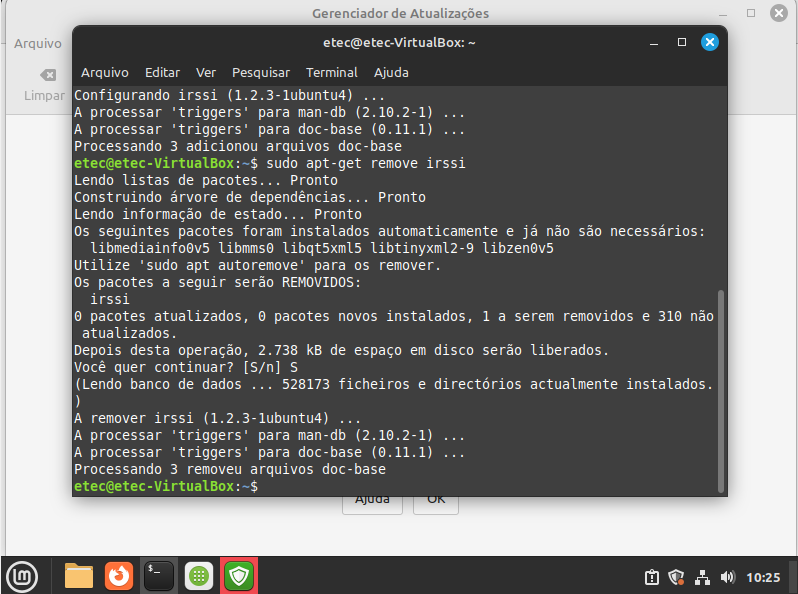 Gerenciador de Atualizações
Arquivo
Limpar
etec@etec-VirtualBox: ~
Arquivo Editar Ver Pesquisar Terminal Ajuda
Configurando irssi (1.2.3-1ubuntu4) ...
A processar 'triggers' para man-db (2.10.2-1) ...
A processar 'triggers' para doc-base (0.11.1) ...
Processando 3 adicionou arquivos doc-base
etec@etec-VirtualBox:~$ sudo apt-get remove irssi
Lendo listas de pacotes... Pronto
Construindo árvore de dependências... Pronto
Lendo informação de estado... Pronto
Os seguintes pacotes foram instalados automaticamente e já não são necessários:
  libmediainfo0v5 libmms0 libqt5xml5 libtinyxml2-9 libzen0v5
Utilize 'sudo apt autoremove' para os remover.
Os pacotes a seguir serão REMOVIDOS:
  irssi
0 pacotes atualizados, 0 pacotes novos instalados, 1 a serem removidos e 310 não
 atualizados.
Depois desta operação, 2.738 kB de espaço em disco serão liberados.
Você quer continuar? [S/n] S
(Lendo banco de dados ... 528173 ficheiros e directórios actualmente instalados.
)
A remover irssi (1.2.3-1ubuntu4) ...
A processar 'triggers' para man-db (2.10.2-1) ...
A processar 'triggers' para doc-base (0.11.1) ...
Processando 3 removeu arquivos doc-base
etec@etec-VirtualBox:~$
Ajuda OK
10:25